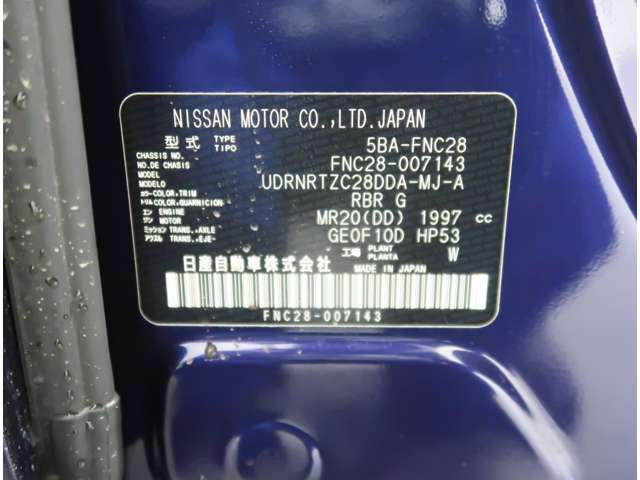 NISSAN MOTOR CO.,LTD.JAPAN
型式 TYPE TIPO 5BA-FNC28
CHASSIS NO. NO.DE CHASIS FNC28-007143
MODEL MODELO UDRNRTZC28DDA-MJ-A
カラー COLOR,TRIM トリム COLOR,GUARNICION RBR G
エン ENGINE ジン MOTOR MR20(DD) 1997 cc
ミッション TRANS.,AXLE アクスル TRANS.,EJE- GE0F10D HP53
工場 PLANT PLANTA W
日産自動車株式会社 MADE IN JAPAN
FNC28-007143